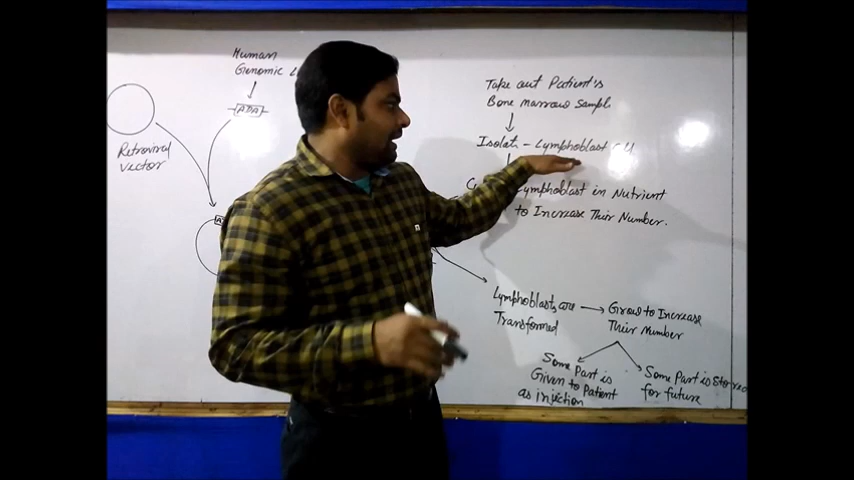 Human
Genomic
ADA
Retroviral
vector
Take out Patient's
Bone marrow Sample
Isolate - Lymphoblast
Lymphoblast in Nutrient
to Increase Their Number.
Lymphoblasts are
Transformed
Grow to Increase
Their Number
Some Part is
Given to Patient
as injection
Some Part is Stored
for future